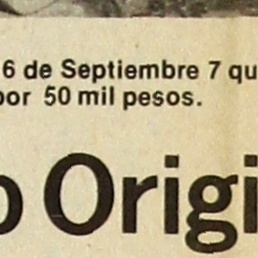 6 de Septiembre 7 qu
por 50 mil pesos.
o Origi